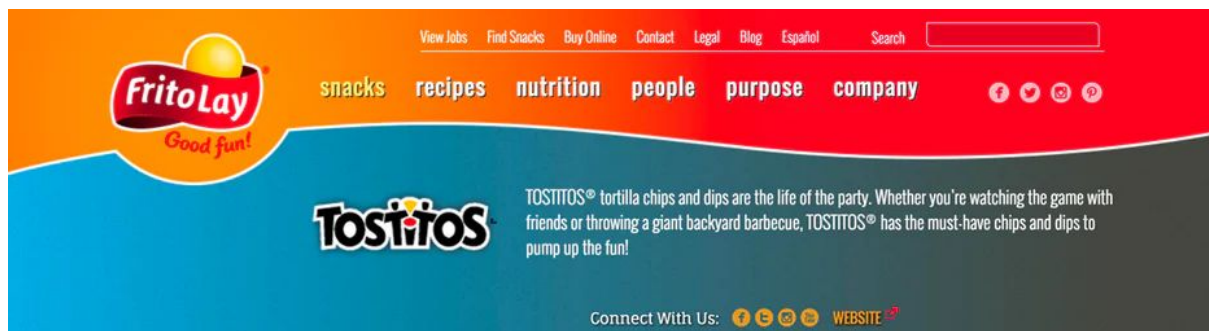 View Jobs Find Snacks Buy Online Contact Legal Blog Español Search
Frito Lay
Good fun!
snacks recipes nutrition people purpose company
TOSTITOS
TOSTITOS® tortilla chips and dips are the life of the party. Whether you're watching the game with
friends or throwing a giant backyard barbecue, TOSTITOS® has the must-have chips and dips to
pump up the fun!
Connect With Us: WEBSITE